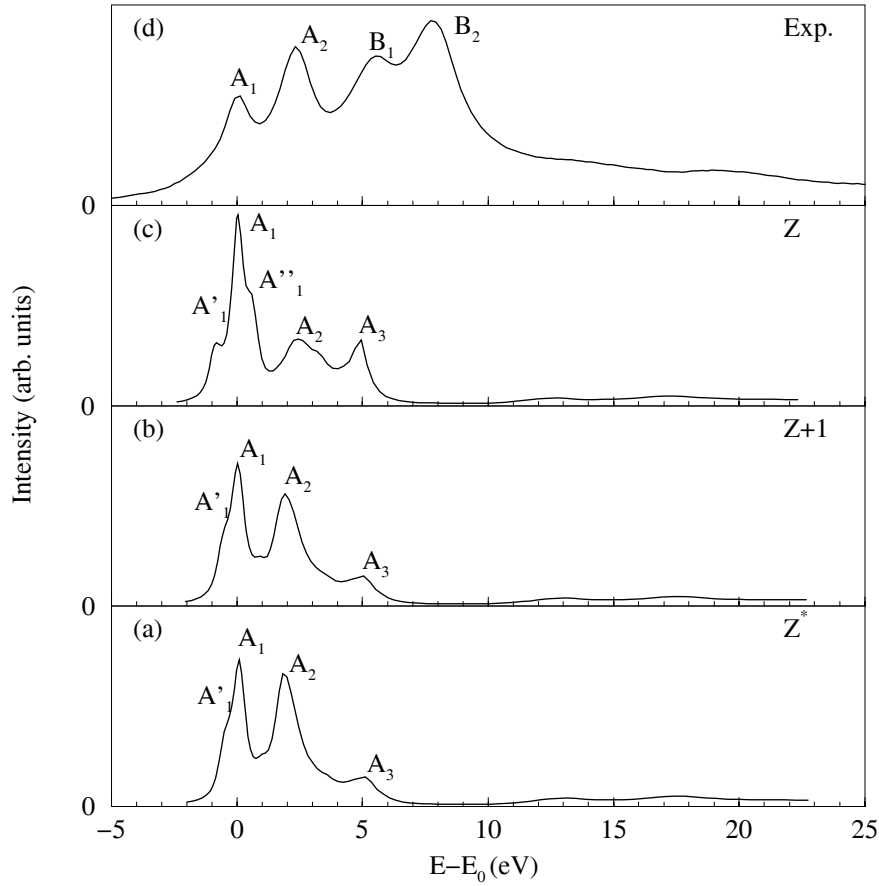 (d) A₁ A₂ B₁ B₂ Exp.
0
(c) A'₁ A₁ A''₁ A₂ A₃ Z
0
(b) A'₁ A₁ A₂ A₃ Z+1
0
(a) A'₁ A₁ A₂ A₃ Z*
0
−5 0 5 10 15 20 25
E−E₀ (eV)
Intensity (arb. units)